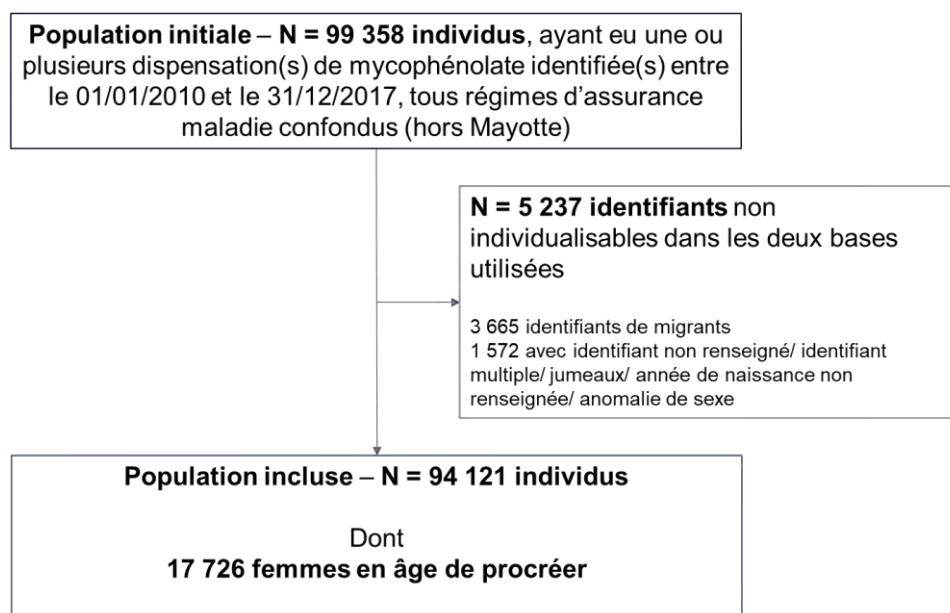 Population initiale – N = 99 358 individus, ayant eu une ou
plusieurs dispensation(s) de mycophénolate identifiée(s) entre
le 01/01/2010 et le 31/12/2017, tous régimes d’assurance
maladie confondus (hors Mayotte)
N = 5 237 identifiants non
individualisables dans les deux bases
utilisées
3 665 identifiants de migrants
1 572 avec identifiant non renseigné/ identifiant
multiple/ jumeaux/ année de naissance non
renseignée/ anomalie de sexe
Population incluse – N = 94 121 individus
Dont
17 726 femmes en âge de procréer